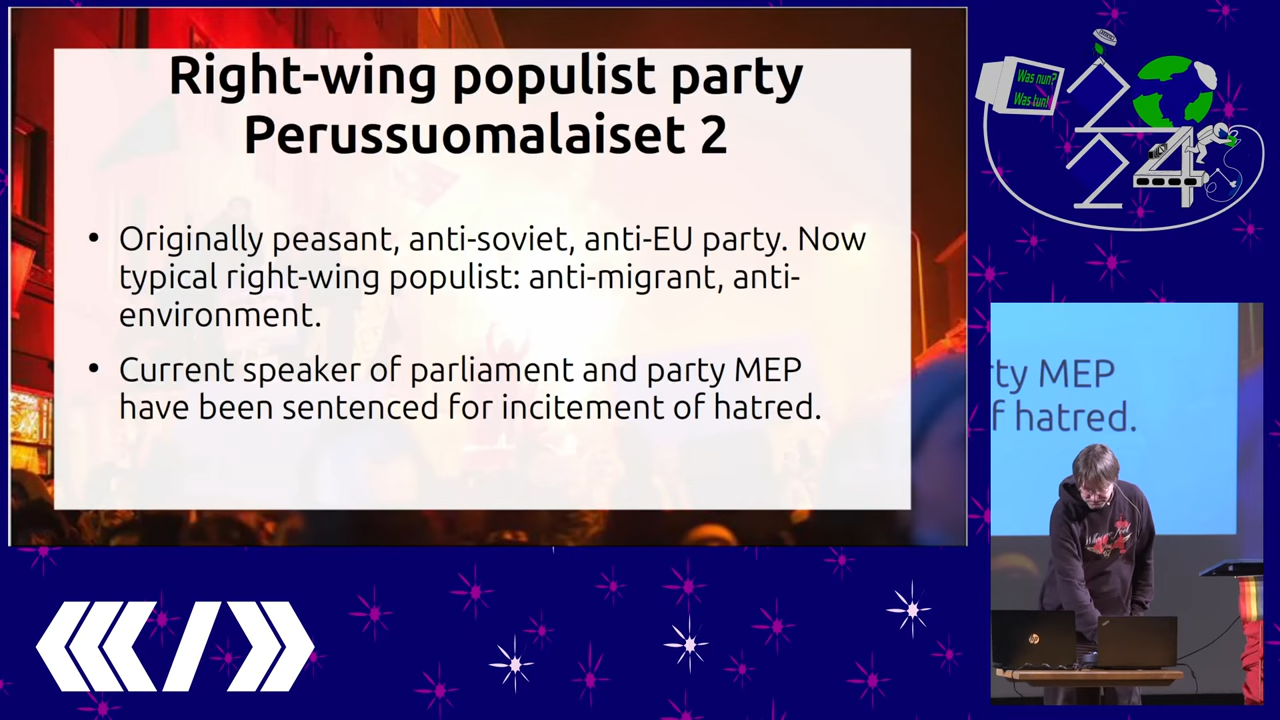 Right-wing populist party
Perussuomalaiset 2
• Originally peasant, anti-soviet, anti-EU party. Now
typical right-wing populist: anti-migrant, anti-
environment.
• Current speaker of parliament and party MEP
have been sentenced for incitement of hatred.
Was nun?
Was tun!
2
24
rty MEP
f hatred.